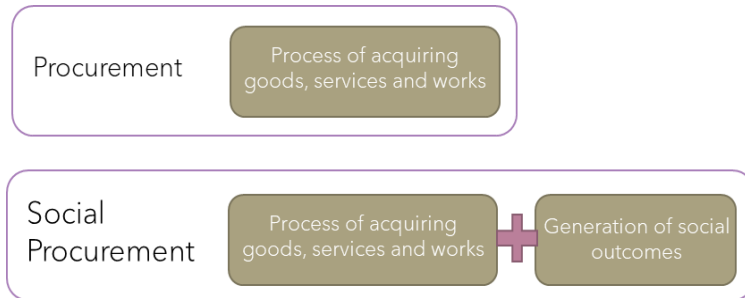 Procurement
Process of acquiring
goods, services and works
Social
Procurement
Process of acquiring
goods, services and works
Generation of social
outcomes